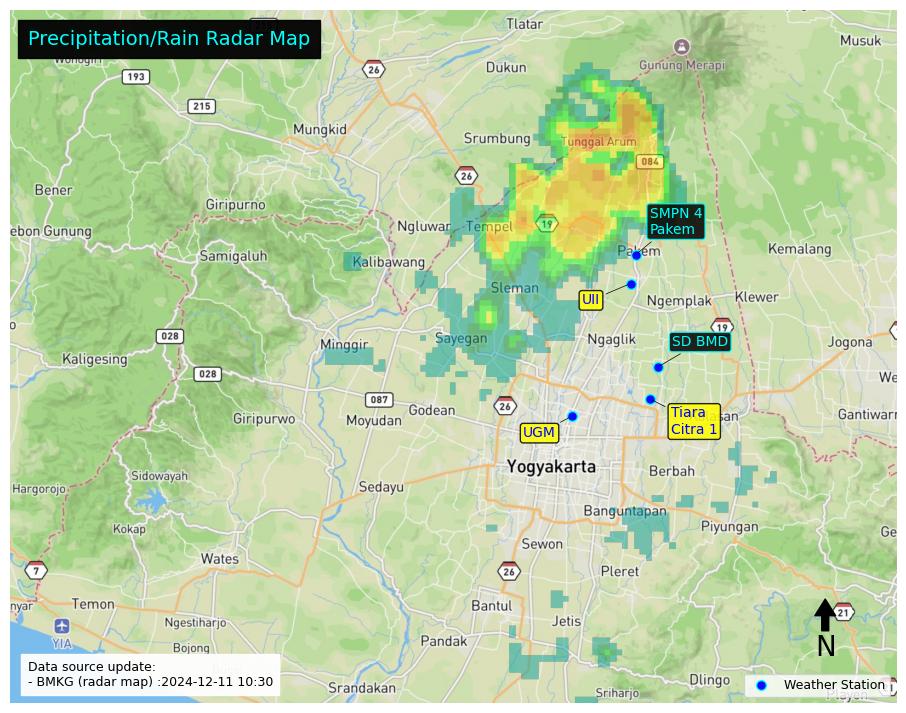 Precipitation/Rain Radar Map
Tlatar
Musuk
193
26
Dukun
Gunung Merapi
215
Mungkid
Srumbung
Tunggal Arum
084
26
Bener
Giripurno
SMPN 4
Pakem
ebon Gunung
Ngluwar
Tempel
19
Samigaluh
Kalibawang
Kemalang
Sleman
UII
Ngemplak
Klewer
19
028
Minggir
Sayegan
Ngaglik
SD BMD
Jogona
Kaligesing
028
We
087
Godean
26
Giripurwo
Moyudan
Tiara
Citra 1
Gantiwarn
UGM
Yogyakarta
Berbah
Hargorojo
Sidowayah
Sedayu
Banguntapan
Piyungan
Kokap
Ge
Wates
Sewon
7
26
Pleret
nyar
Temon
Bantul
Jetis
21
Ngestiharjo
YIA
Bojong
Pandak
N
Data source update:
- BMKG (radar map) :2024-12-11 10:30
Srandakan
Sriharjo
Dlingo
Weather Station